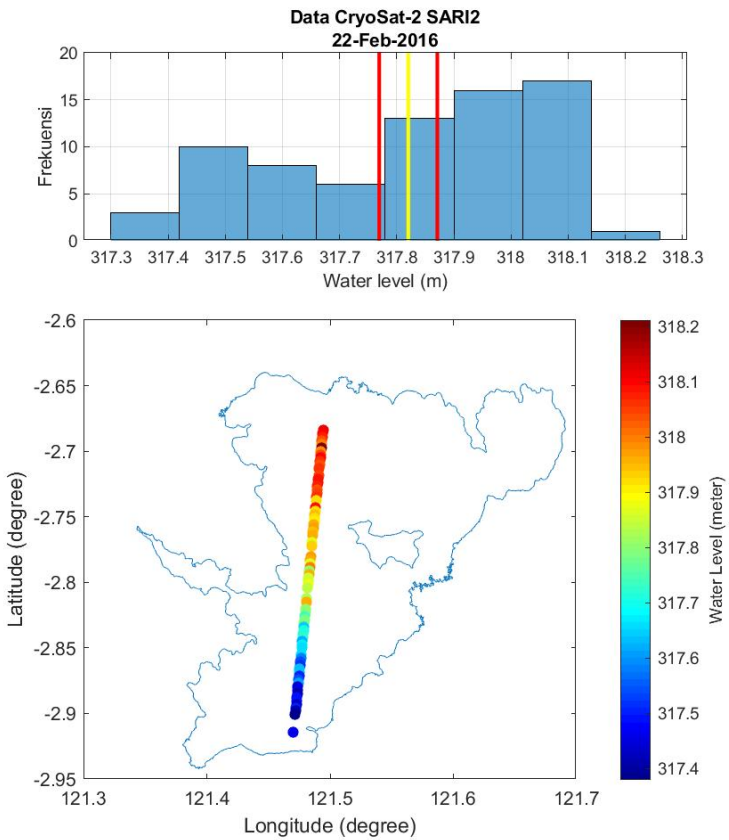 Data CryoSat-2 SARI2
22-Feb-2016
20
15
10
5
0
Frekuensi
317.3 317.4 317.5 317.6 317.7 317.8 317.9 318 318.1 318.2 318.3
Water level (m)
-2.6
-2.65
-2.7
-2.75
-2.8
-2.85
-2.9
-2.95
Latitude (degree)
121.3 121.4 121.5 121.6 121.7
Longitude (degree)
318.2
318.1
318
317.9
317.8
317.7
317.6
317.5
317.4
Water Level (meter)